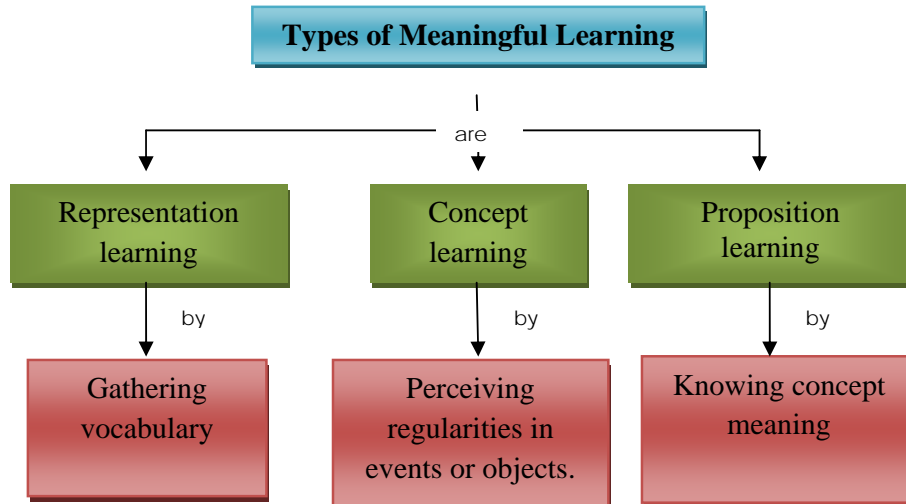 Types of Meaningful Learning
are
Representation
learning
Concept
learning
Proposition
learning
by
by
by
Gathering
vocabulary
Perceiving
regularities in
events or objects.
Knowing concept
meaning